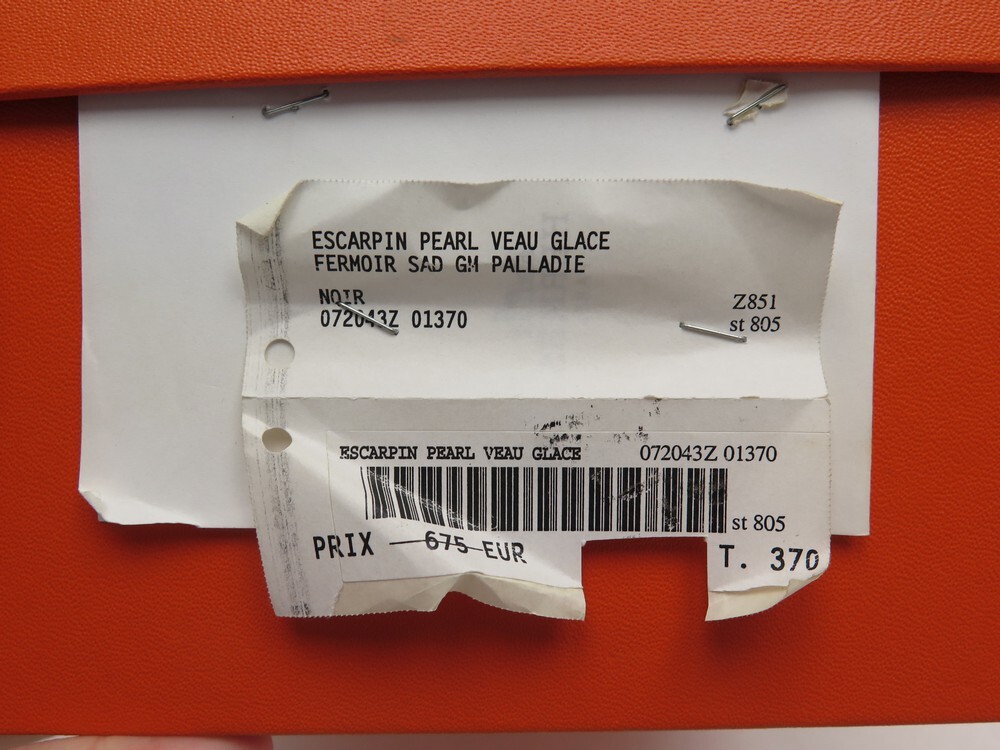 ESCARPIN PEARL VEAU GLACE
FERMOIR SAD GM PALLADIE
NOIR
Z851
072043Z 01370
st 805
ESCARPIN PEARL VEAU GLACE
072043Z 01370
st 805
PRIX 675 EUR
T. 370